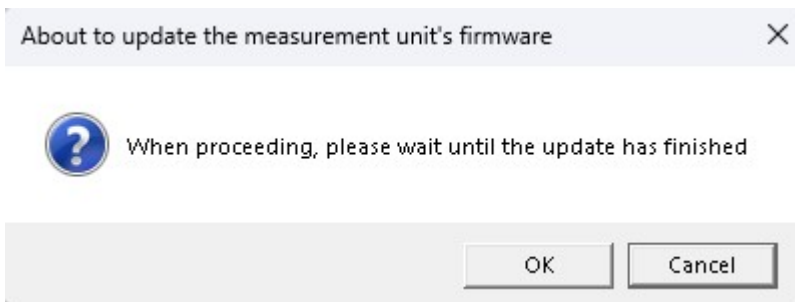 About to update the measurement unit's firmware
When proceeding, please wait until the update has finished
OK
Cancel